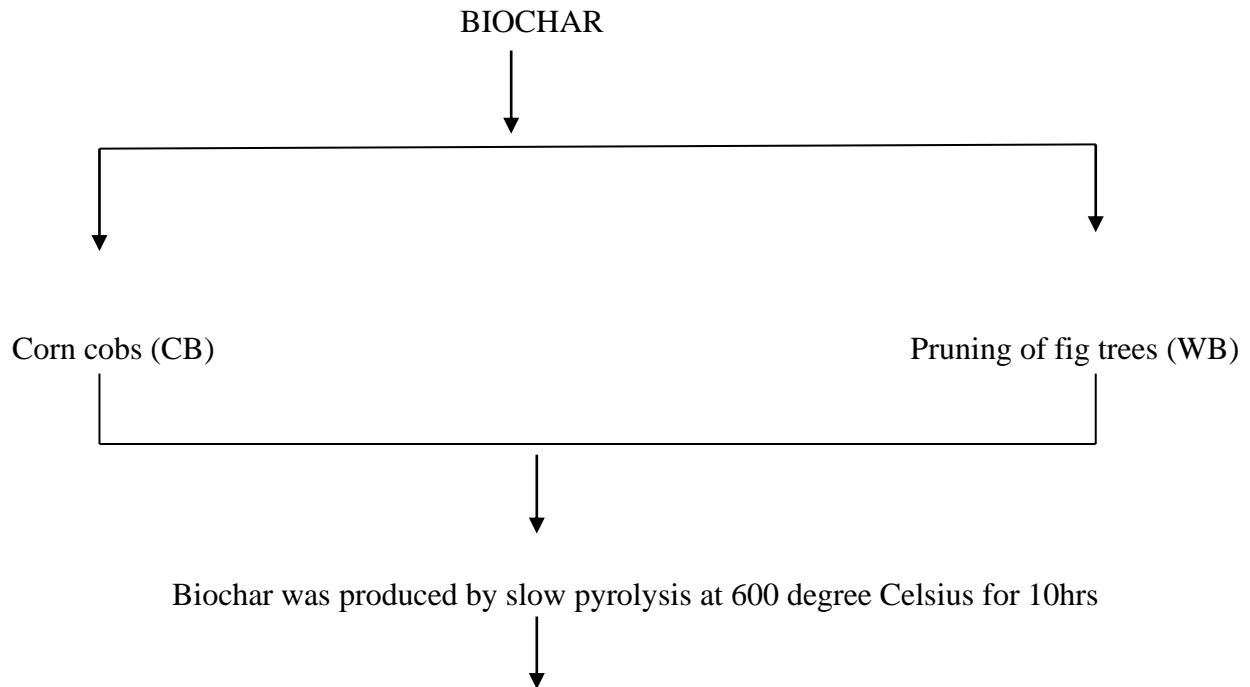 BIOCHAR
Corn cobs (CB)
Pruning of fig trees (WB)
Biochar was produced by slow pyrolysis at 600 degree Celsius for 10hrs